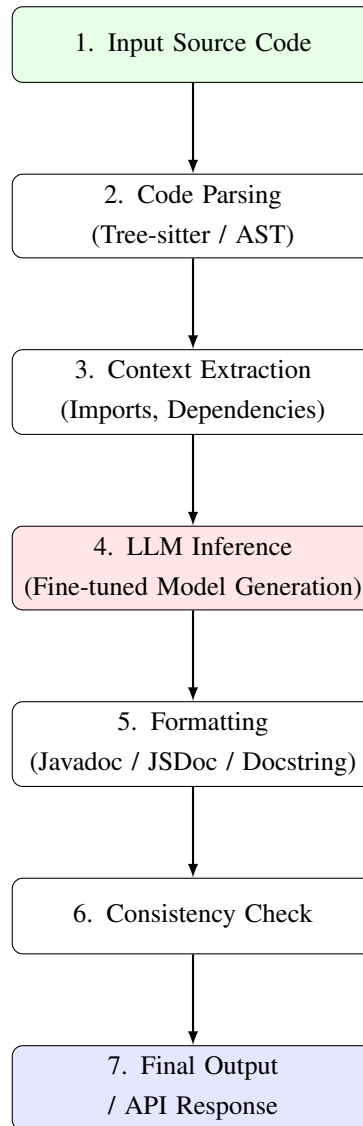 1. Input Source Code
2. Code Parsing
(Tree-sitter / AST)
3. Context Extraction
(Imports, Dependencies)
4. LLM Inference
(Fine-tuned Model Generation)
5. Formatting
(Javadoc / JSDoc / Docstring)
6. Consistency Check
7. Final Output
/ API Response